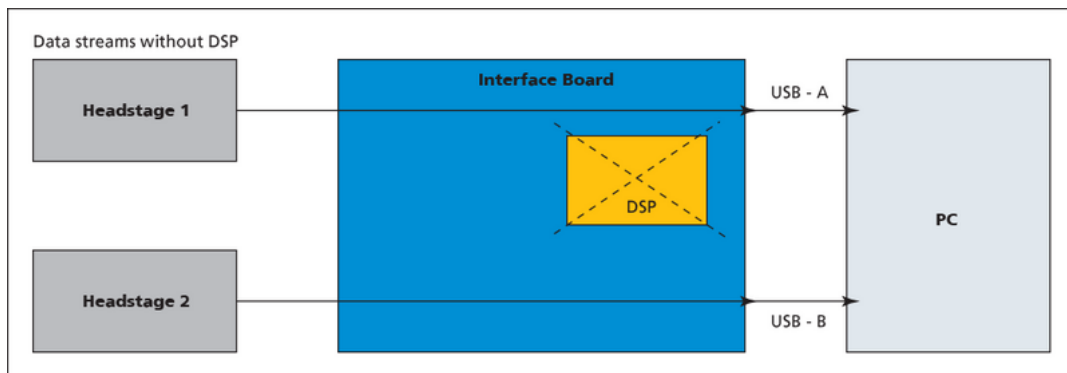 Data streams without DSP
Headstage 1
Interface Board
USB - A
DSP
PC
Headstage 2
USB - B